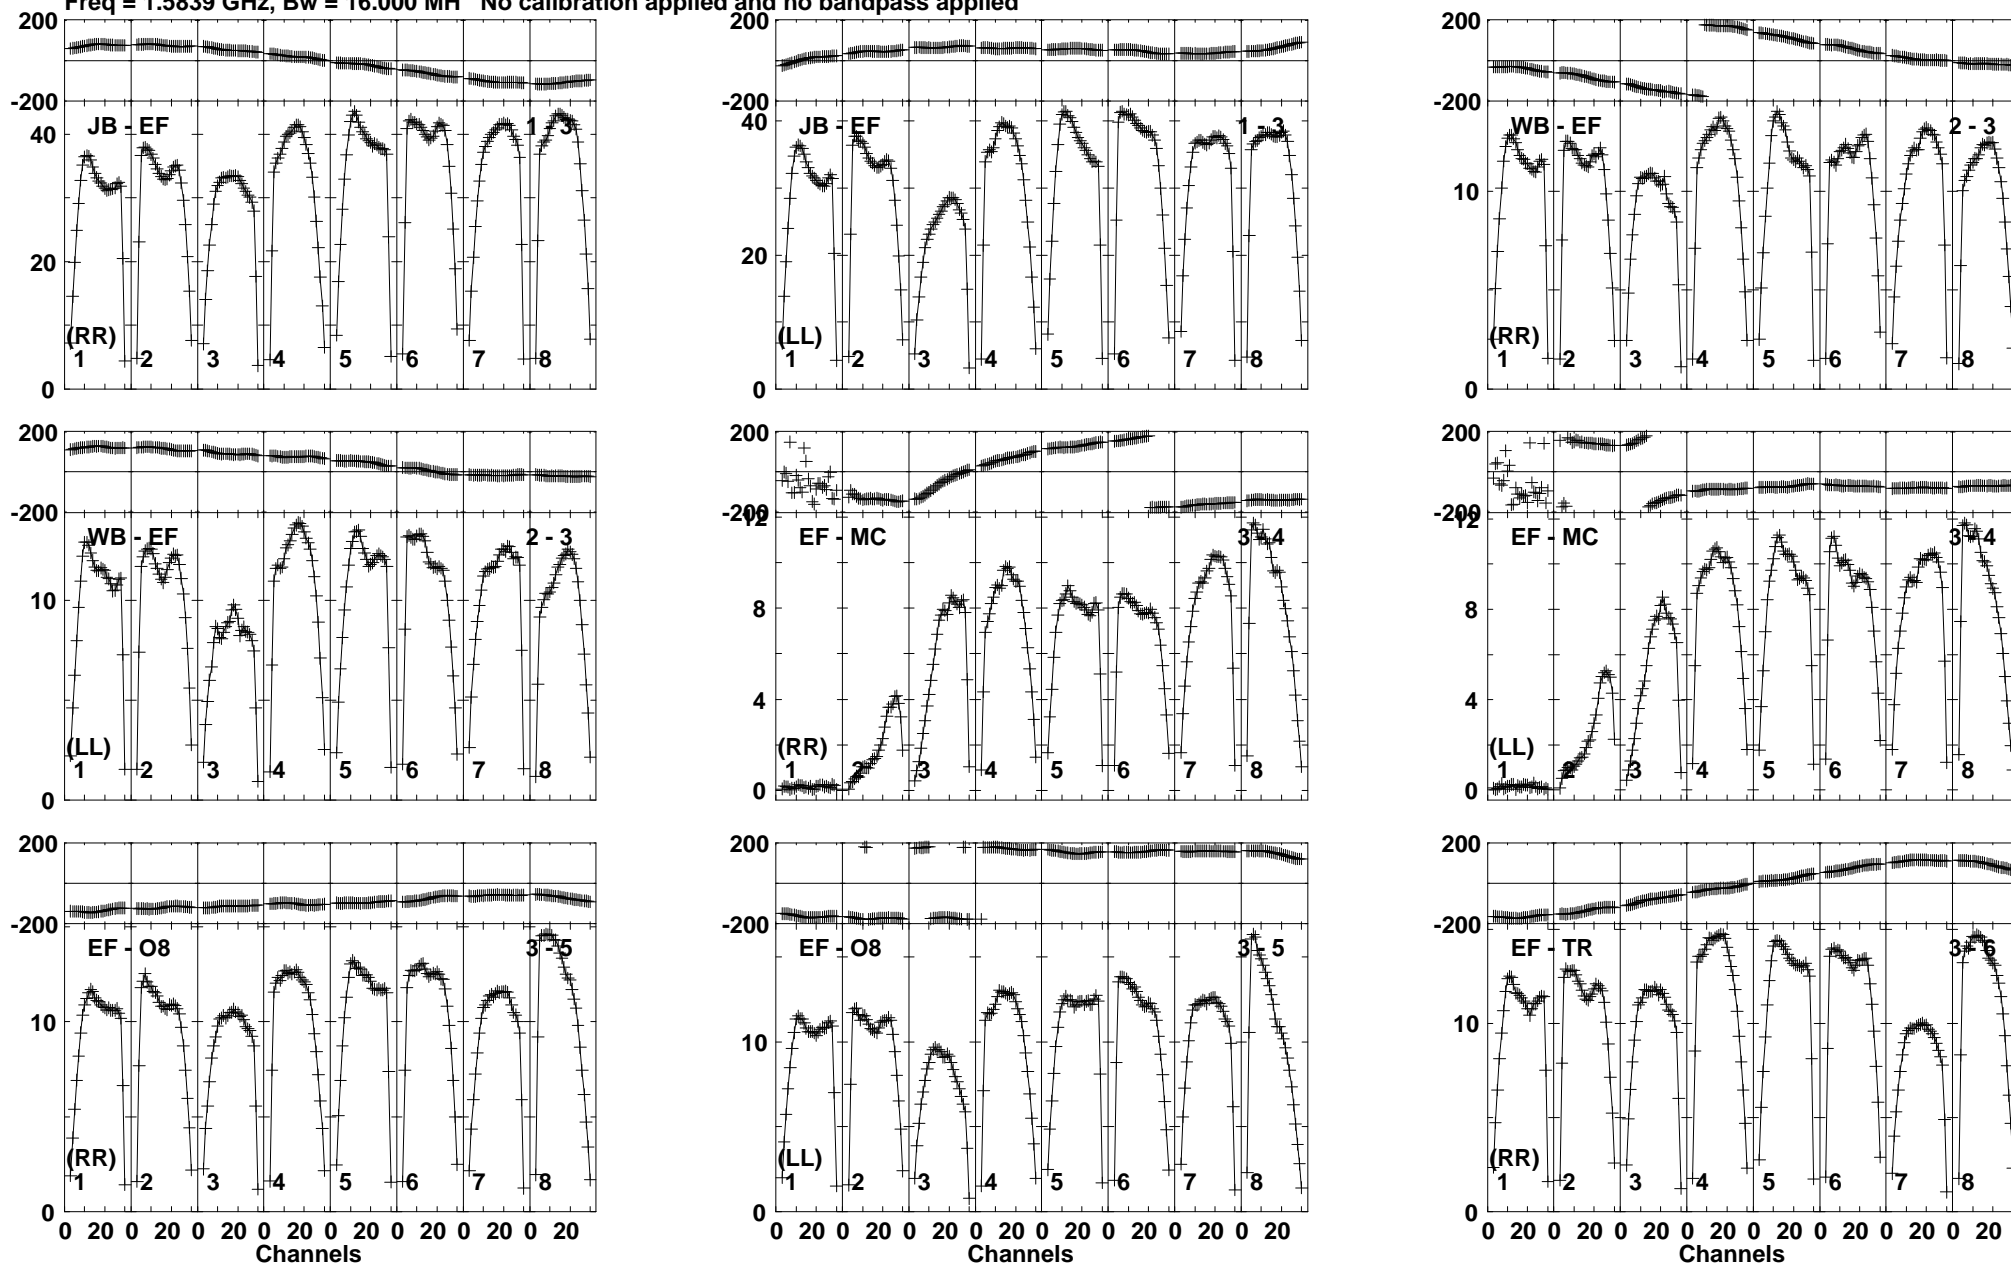 Freq = 1.5839 GHz, Bw = 16.000 MH No calibration applied and no bandpass applied
200
-200
JB - EF 1 - 3
40
20
0
(RR)
1 2 3 4 5 6 7 8
200
-200
JB - EF 1 - 3
40
20
0
(LL)
1 2 3 4 5 6 7 8
200
-200
WB - EF 2 - 3
10
0
(RR)
1 2 3 4 5 6 7 8
200
-200
WB - EF 2 - 3
10
0
(LL)
1 2 3 4 5 6 7 8
200
-200
12
EF - MC 3 - 4
8
4
0
(RR)
1 2 3 4 5 6 7 8
200
-200
12
EF - MC 3 - 4
8
4
0
(LL)
1 2 3 4 5 6 7 8
200
-200
EF - O8 3 - 5
10
0
(RR)
1 2 3 4 5 6 7 8
0 20 0 20 0 20 0 20 0 20 0 20 0 20 0 20
Channels
200
-200
EF - O8 3 - 5
10
0
(LL)
1 2 3 4 5 6 7 8
0 20 0 20 0 20 0 20 0 20 0 20 0 20 0 20
Channels
200
-200
EF - TR 3 - 6
10
0
(RR)
1 2 3 4 5 6 7 8
0 20 0 20 0 20 0 20 0 20 0 20 0 20 0 20
Channels